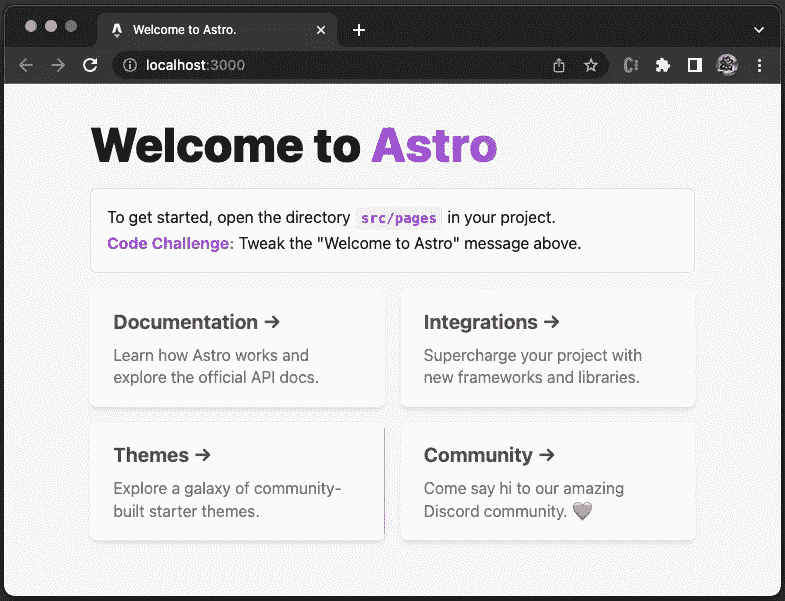 Welcome to Astro.
localhost:3000
Welcome to Astro
To get started, open the directory src/pages in your project.
Code Challenge: Tweak the "Welcome to Astro" message above.
Documentation →
Learn how Astro works and
explore the official API docs.
Integrations →
Supercharge your project with
new frameworks and libraries.
Themes →
Explore a galaxy of community-
built starter themes.
Community →
Come say hi to our amazing
Discord community. 🩶